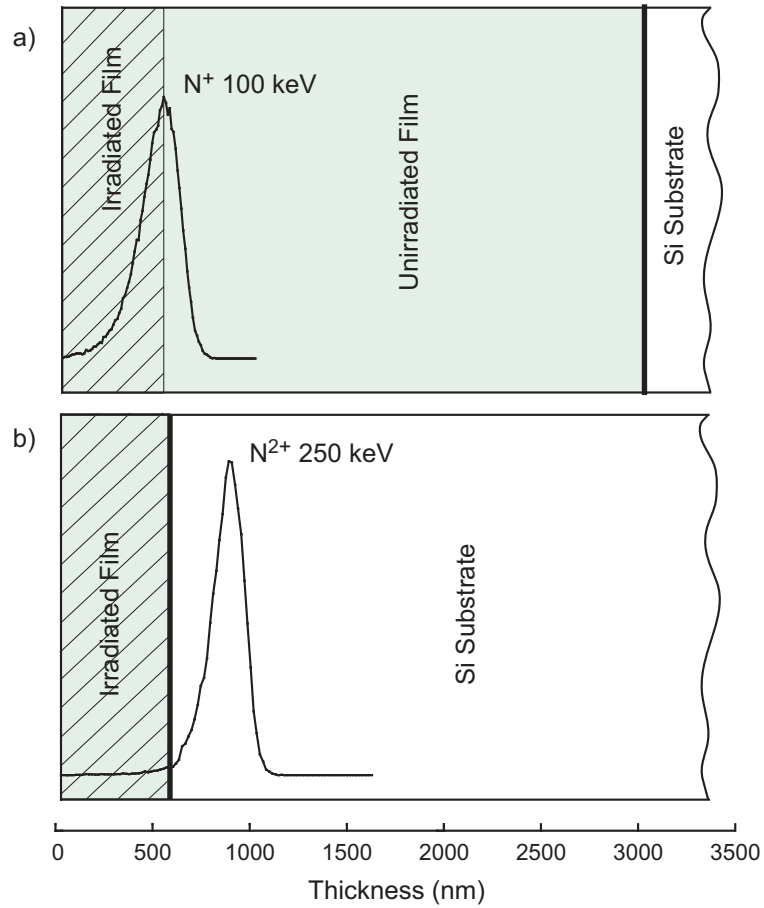 a)
Irradiated Film
N⁺ 100 keV
Unirradiated Film
Si Substrate
b)
Irradiated Film
N²⁺ 250 keV
Si Substrate
0 500 1000 1500 2000 2500 3000 3500
Thickness (nm)